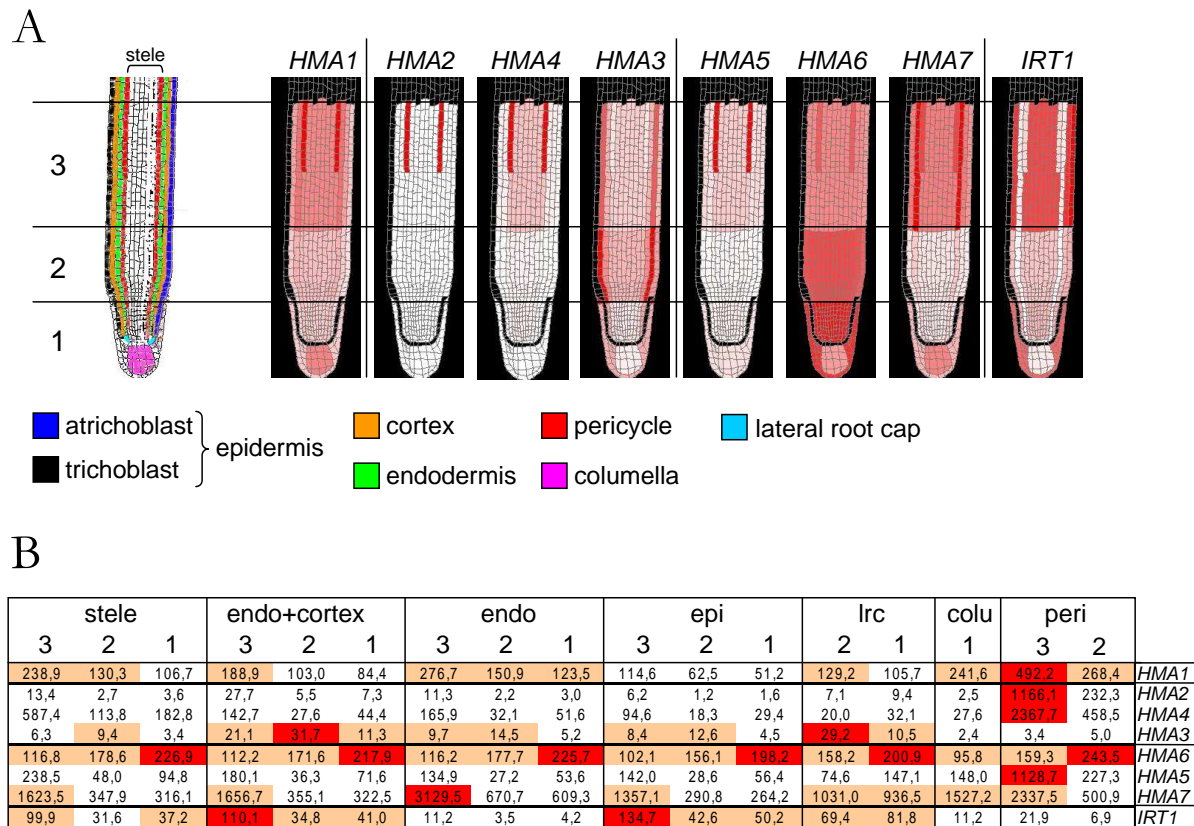 A
stele
HMA1 HMA2 HMA4 HMA3 HMA5 HMA6 HMA7 IRT1
3
2
1
atrichoblast
trichoblast
epidermis
cortex
endodermis
pericycle
columella
lateral root cap
B
stele endo+cortex endo epi lrc colu peri
3 2 1 3 2 1 3 2 1 3 2 1 2 1 1 3 2
238,9 130,3 106,7 188,9 103,0 84,4 276,7 150,9 123,5 114,6 62,5 51,2 129,2 105,7 241,6 492,2 268,4 HMA1
13,4 2,7 3,6 27,7 5,5 7,3 11,3 2,2 3,0 6,2 1,2 1,6 7,1 9,4 2,5 1166,1 232,3 HMA2
587,4 113,8 182,8 142,7 27,6 44,4 165,9 32,1 51,6 94,6 18,3 29,4 20,0 32,1 27,6 2367,7 458,5 HMA4
6,3 9,4 3,4 21,1 31,7 11,3 9,7 14,5 5,2 8,4 12,6 4,5 29,2 10,5 2,4 3,4 5,0 HMA3
116,8 178,6 226,9 112,2 171,6 217,9 116,2 177,7 225,7 102,1 156,1 198,2 158,2 200,9 95,8 159,3 243,5 HMA6
238,5 48,0 94,8 180,1 36,3 71,6 134,9 27,2 53,6 142,0 28,6 56,4 74,6 147,1 148,0 1128,7 227,3 HMA5
1623,5 347,9 316,1 1656,7 355,1 322,5 3129,5 670,7 609,3 1357,1 290,8 264,2 1031,0 936,5 1527,2 2337,5 500,9 HMA7
99,9 31,6 37,2 110,1 34,8 41,0 11,2 3,5 4,2 134,7 42,6 50,2 69,4 81,8 11,2 21,9 6,9 IRT1